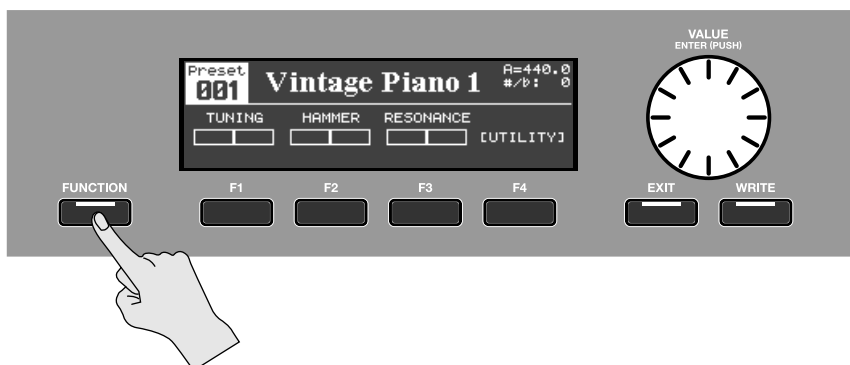 VALUE
ENTER (PUSH)
Preset
001
Vintage Piano 1
A=440.0
#/b: 0
TUNING HAMMER RESONANCE
[UTILITY]
FUNCTION F1 F2 F3 F4 EXIT WRITE